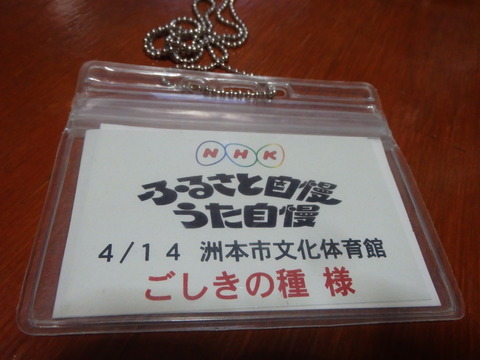 NHK
ふるさと自慢
うた自慢
4/14 洲本市文化体育館
ごしきの種 様